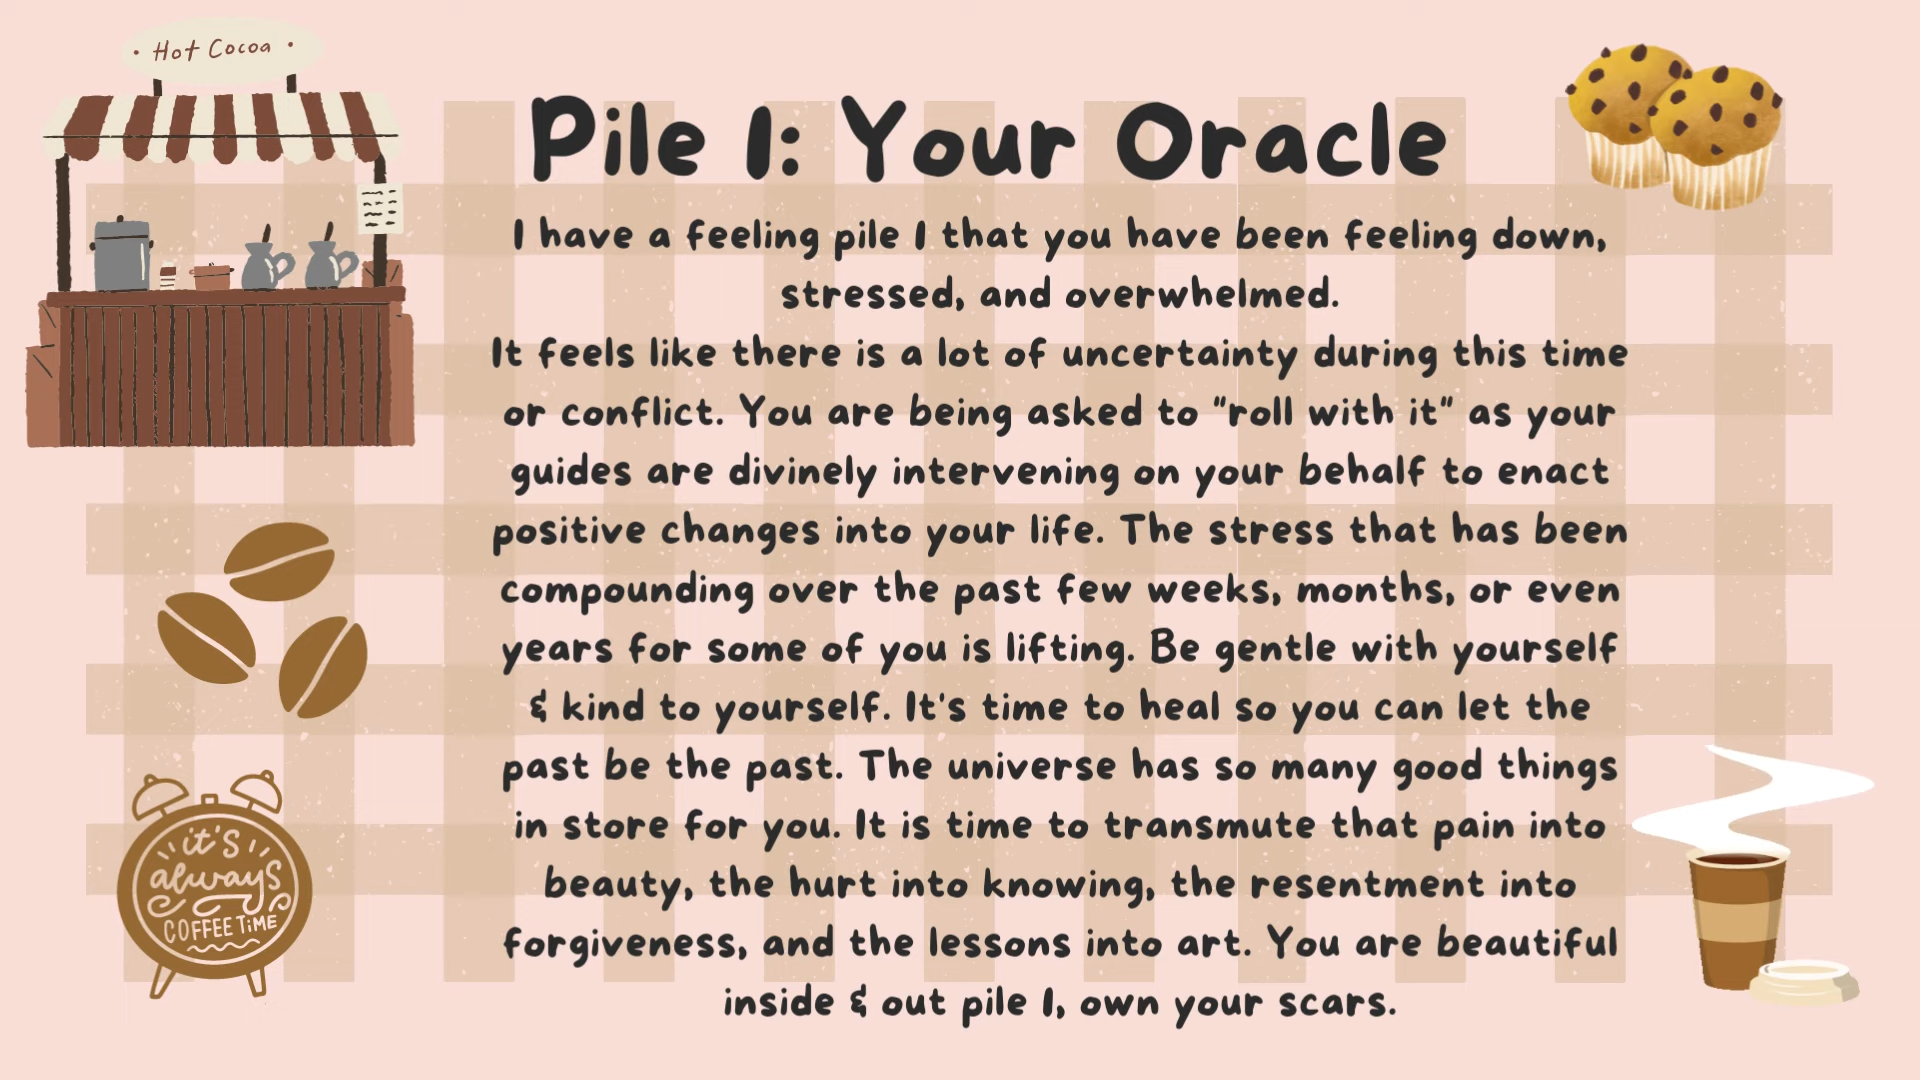 Hot Cocoa
Pile 1: Your Oracle
I have a feeling pile 1 that you have been feeling down,
stressed, and overwhelmed.
It feels like there is a lot of uncertainty during this time
or conflict. You are being asked to "roll with it" as your
guides are divinely intervening on your behalf to enact
positive changes into your life. The stress that has been
compounding over the past few weeks, months, or even
years for some of you is lifting. Be gentle with yourself
& kind to yourself. It's time to heal so you can let the
past be the past. The universe has so many good things
in store for you. It is time to transmute that pain into
beauty, the hurt into knowing, the resentment into
forgiveness, and the lessons into art. You are beautiful
inside & out pile 1, own your scars.
it's
always
COFFEE TIME